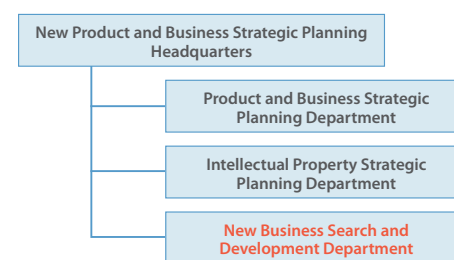 New Product and Business Strategic Planning
Headquarters
Product and Business Strategic
Planning Department
Intellectual Property Strategic
Planning Department
New Business Search and
Development Department